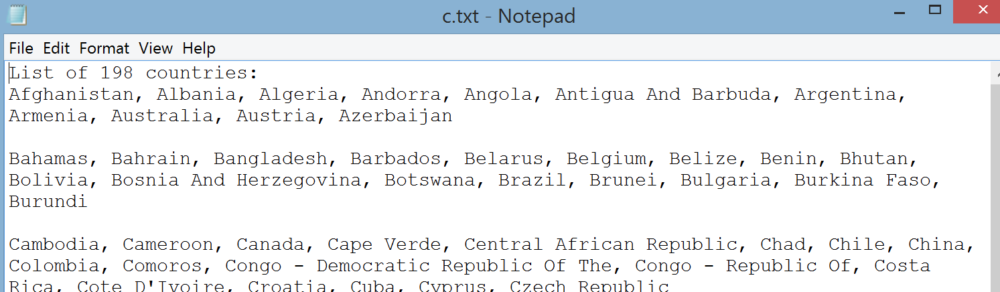 c.txt - Notepad
File Edit Format View Help
List of 198 countries:
Afghanistan, Albania, Algeria, Andorra, Angola, Antigua And Barbuda, Argentina,
Armenia, Australia, Austria, Azerbaijan
Bahamas, Bahrain, Bangladesh, Barbados, Belarus, Belgium, Belize, Benin, Bhutan,
Bolivia, Bosnia And Herzegovina, Botswana, Brazil, Brunei, Bulgaria, Burkina Faso,
Burundi
Cambodia, Cameroon, Canada, Cape Verde, Central African Republic, Chad, Chile, China,
Colombia, Comoros, Congo - Democratic Republic Of The, Congo - Republic Of, Costa
Rica, Cote D'Ivoire, Croatia, Cuba, Cyprus, Czech Republic